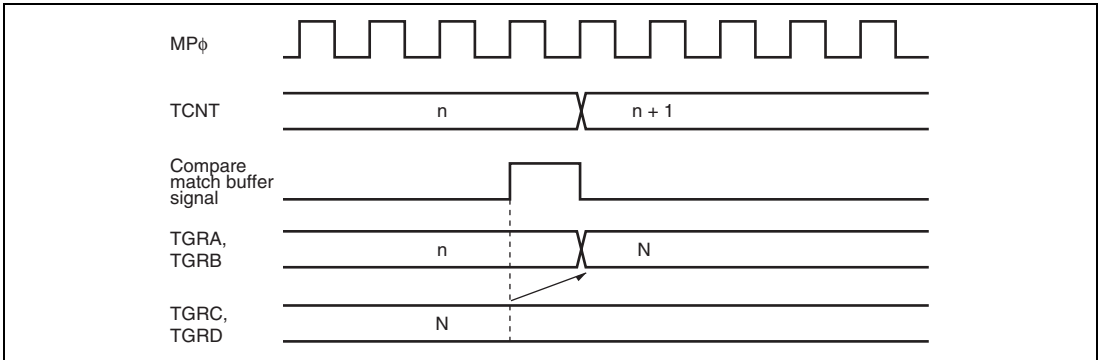 MPϕ
TCNT
n
n + 1
Compare
match buffer
signal
TGRA,
TGRB
n
N
TGRC,
TGRD
N